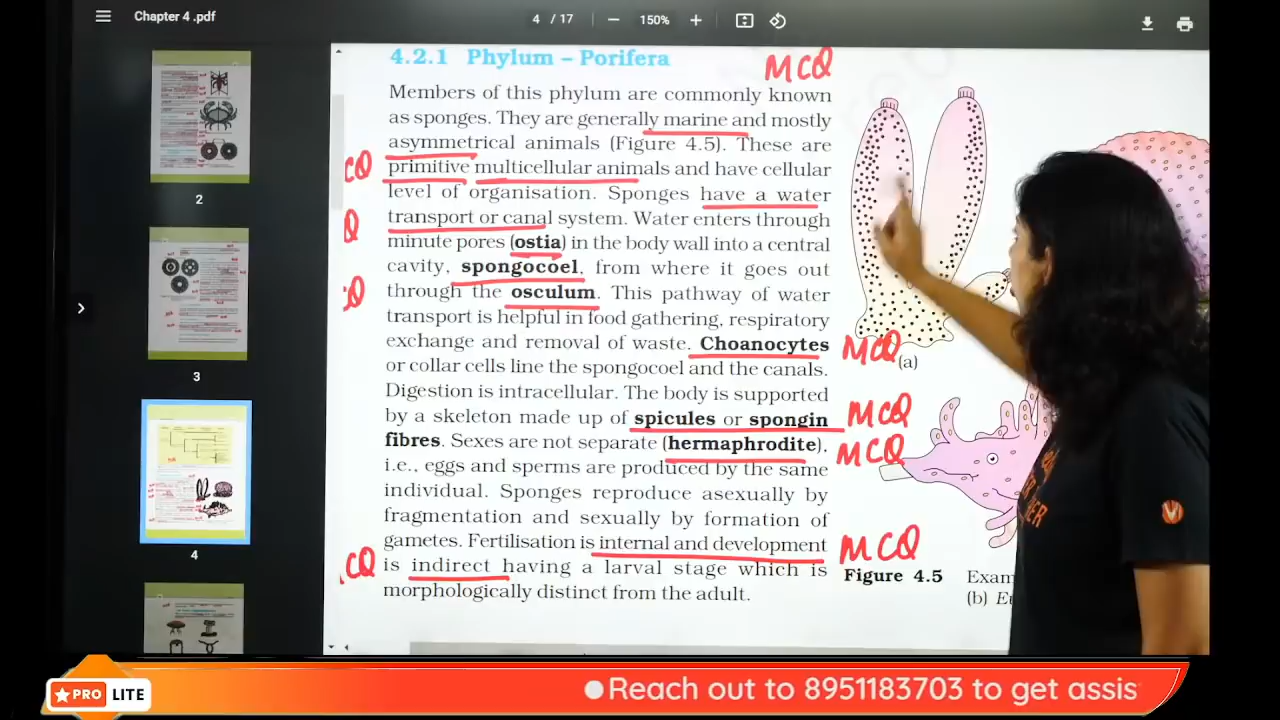 Chapter 4 .pdf
4 / 17
150%
4.2.1 Phylum – Porifera
MCQ
Members of this phylum are commonly known
as sponges. They are generally marine and mostly
asymmetrical animals (Figure 4.5). These are
CQ
primitive multicellular animals and have cellular
level of organisation. Sponges have a water
transport or canal system. Water enters through
Q
minute pores (ostia) in the body wall into a central
cavity, spongocoel, from where it goes out
Q
through the osculum. This pathway of water
transport is helpful in food gathering, respiratory
exchange and removal of waste. Choanocytes
MCQ
(a)
or collar cells line the spongocoel and the canals.
Digestion is intracellular. The body is supported
by a skeleton made up of spicules or spongin
MCQ
fibres. Sexes are not separate (hermaphrodite),
MCQ
i.e., eggs and sperms are produced by the same
individual. Sponges reproduce asexually by
fragmentation and sexually by formation of
gametes. Fertilisation is internal and development
MCQ
CQ
is indirect having a larval stage which is
Figure 4.5
morphologically distinct from the adult.
(b)
2
3
4
V
PRO LITE
Reach out to 8951183703 to get assis